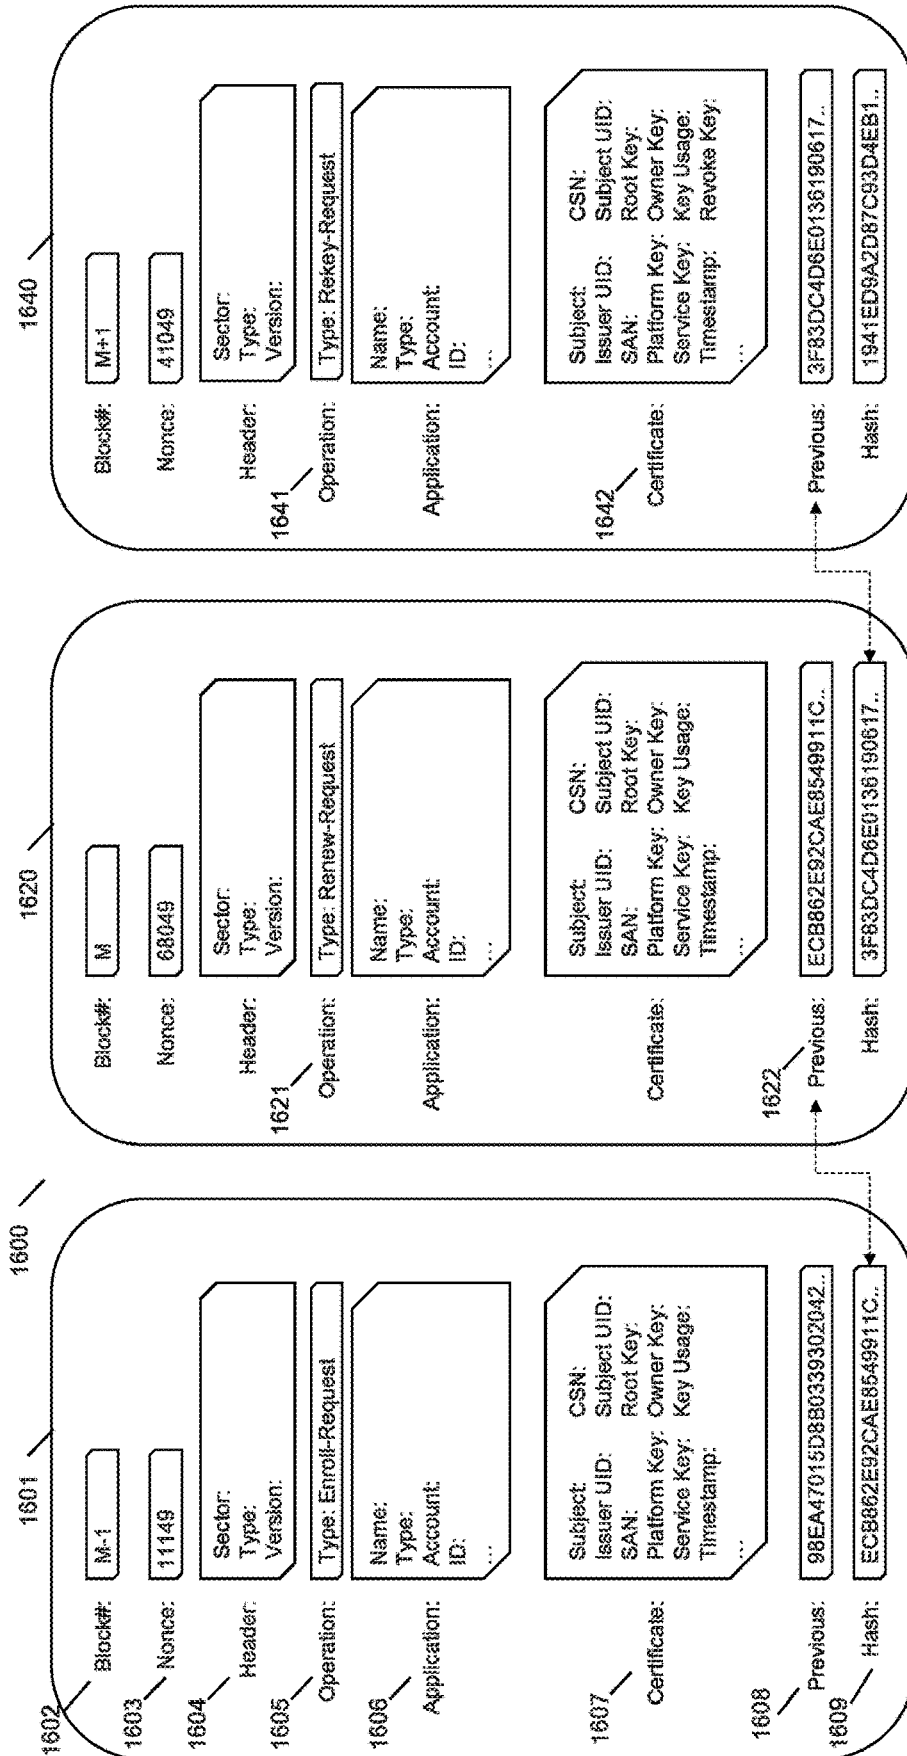 1600
1601
1602
Block#: M-1
1603
Nonce: 11149
1604
Header:
Sector:
Type:
Version:
1605
Operation: Type: Enroll-Request
1606
Application:
Name:
Type:
Account:
ID:
...
1607
Certificate:
Subject: CSN:
Issuer UID: Subject UID:
SAN: Root Key:
Platform Key: Owner Key:
Service Key: Key Usage:
Timestamp:
...
1608
Previous: 98EA47015D8B0339302042..
1609
Hash: ECB862E92CAE8549911C..
1620
Block#: M
Nonce: 68049
Header:
Sector:
Type:
Version:
1621
Operation: Type: Renew-Request
Application:
Name:
Type:
Account:
ID:
...
Certificate:
Subject: CSN:
Issuer UID: Subject UID:
SAN: Root Key:
Platform Key: Owner Key:
Service Key: Key Usage:
Timestamp:
...
1622
Previous: ECB862E92CAE8549911C..
Hash: 3F83DC4D6E0136190617..
1640
Block#: M+1
Nonce: 41049
Header:
Sector:
Type:
Version:
1641
Operation: Type: Rekey-Request
Application:
Name:
Type:
Account:
ID:
...
1642
Certificate:
Subject: CSN:
Issuer UID: Subject UID:
SAN: Root Key:
Platform Key: Owner Key:
Service Key: Key Usage:
Timestamp: Revoke Key:
...
Previous: 3F83DC4D6E0136190617..
Hash: 1941ED9A2D87C93D4EB1..